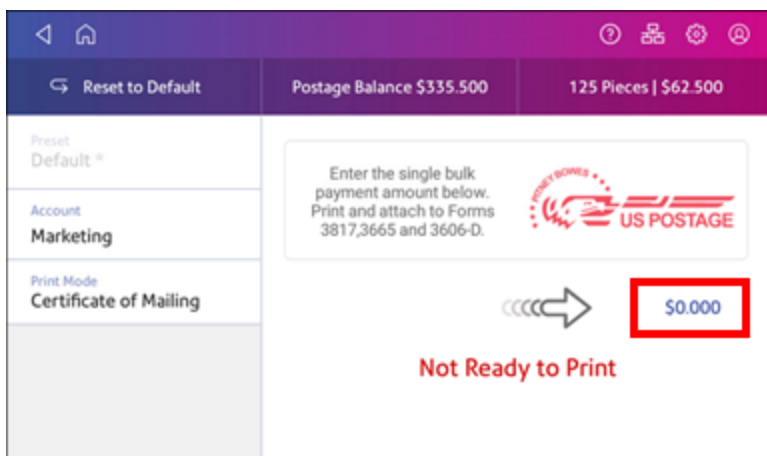 Reset to Default
Postage Balance $335.500
125 Pieces | $62.500
Preset
Default *
Account
Marketing
Print Mode
Certificate of Mailing
Enter the single bulk
payment amount below.
Print and attach to Forms
3817,3665 and 3606-D.
PITNEY BOWES
US POSTAGE
$0.000
Not Ready to Print